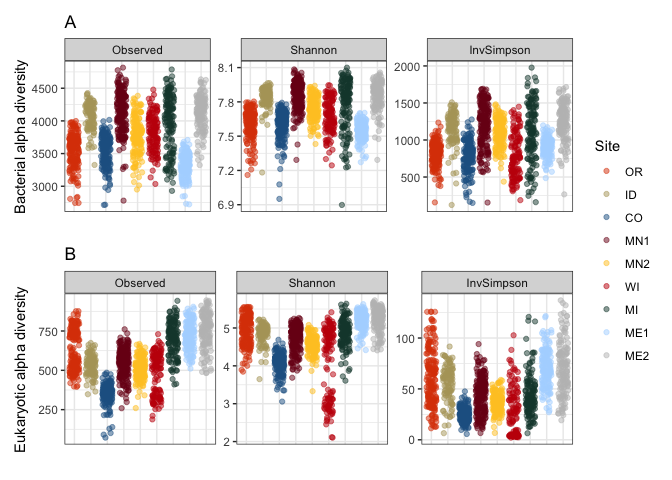 A
Observed
Shannon
InvSimpson
Bacterial alpha diversity
4500
4000
3500
3000
8.1
7.8
7.5
7.2
6.9
2000
1500
1000
500
Site
OR
ID
CO
MN1
MN2
WI
MI
ME1
ME2
B
Observed
Shannon
InvSimpson
Eukaryotic alpha diversity
750
500
250
5
4
3
2
100
50
0